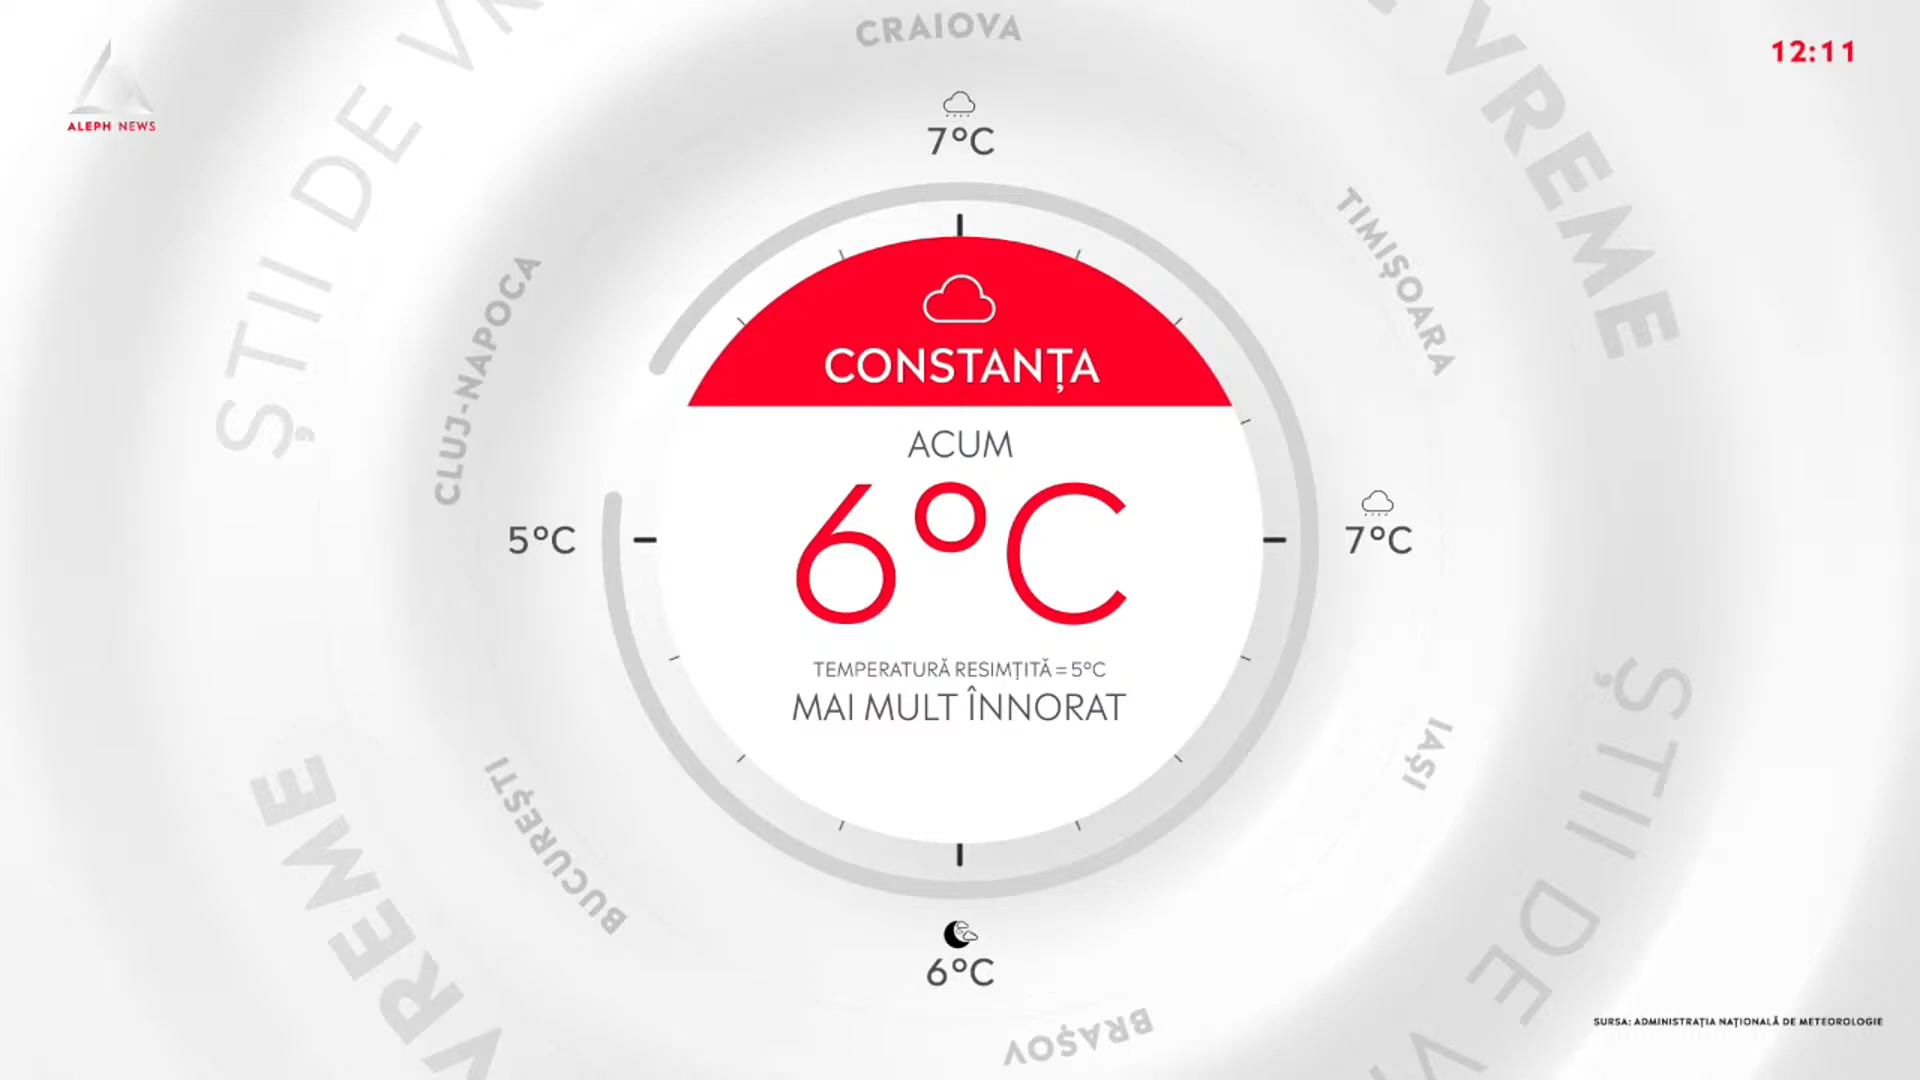 CRAIOVA
12:11
ALEPH NEWS
ȘTII DE VR
VREME
7°C
TIMIȘOARA
CLUJ-NAPOCA
CONSTANȚA
ACUM
6°C
5°C
7°C
TEMPERATURĂ RESIMȚITĂ = 5°C
MAI MULT ÎNNORAT
IAȘI
BUCUREȘTI
VREME
ȘTII DE V
6°C
BRAȘOV
SURSA: ADMINISTRAȚIA NAȚIONALĂ DE METEOROLOGIE